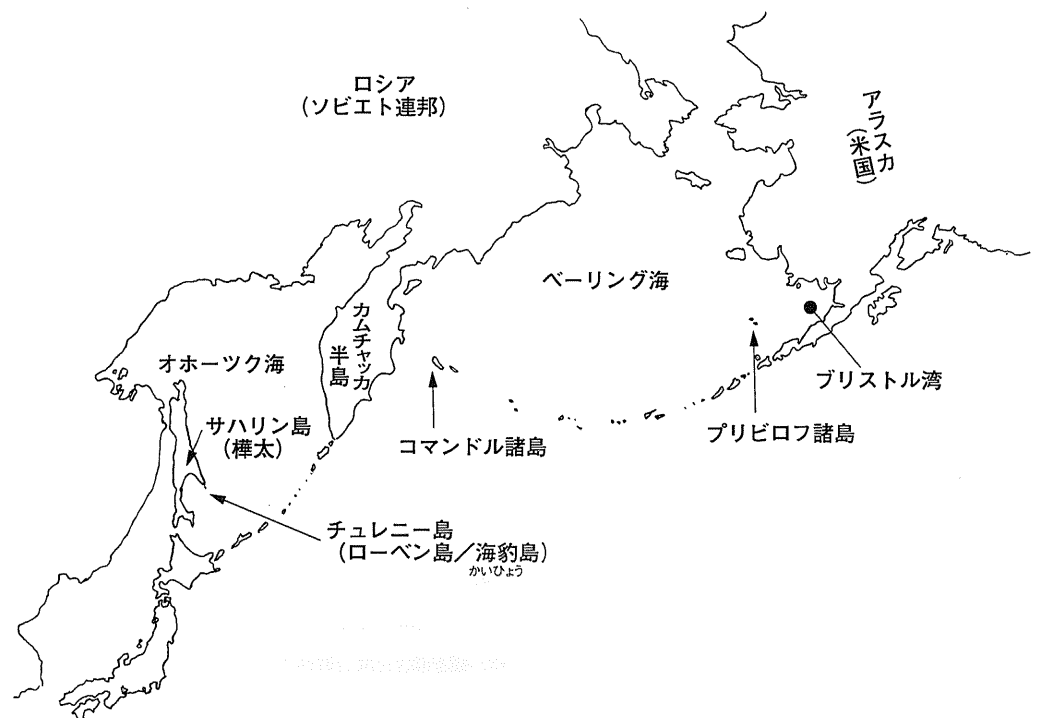 ロシア
(ソビエト連邦)
アラスカ
(米国)
ベーリング海
カムチャッカ
半島
オホーツク海
ブリストル湾
サハリン島
(樺太)
コマンドル諸島
プリビロフ諸島
チュレニー島
(ローベン島/海豹島)
かいひょう